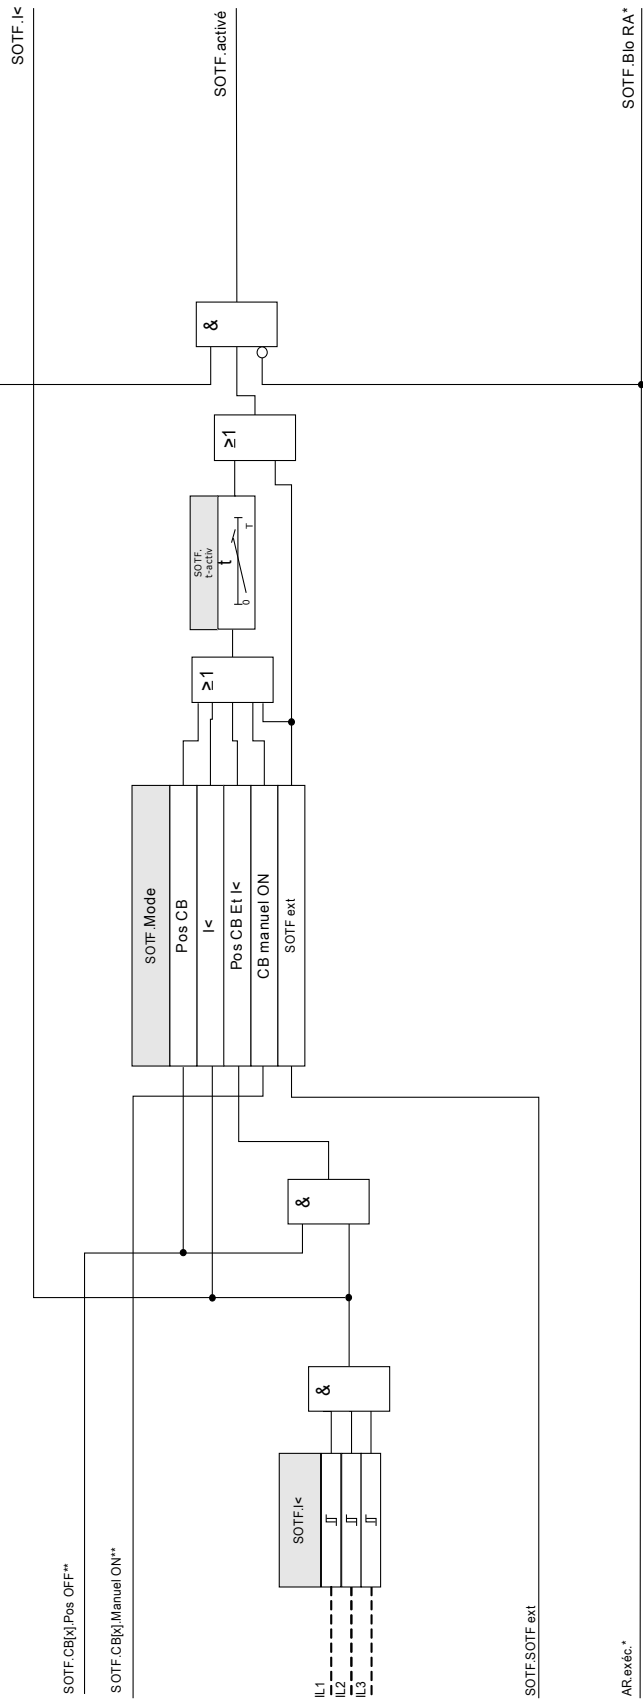 SOTF.I<
SOTF.activé
SOTF.Blo RA*
&
≥1
SOTF.
t-activ
t
0
T
≥1
SOTF.Mode
Pos CB
I<
Pos CB Et I<
CB manuel ON
SOTF ext
&
&
SOTF.I<
IL1
IL2
IL3
SOTF.CB[x].Pos OFF**
SOTF.CB[x].Manuel ON**
SOTF.SOTF ext
AR.exéc.*